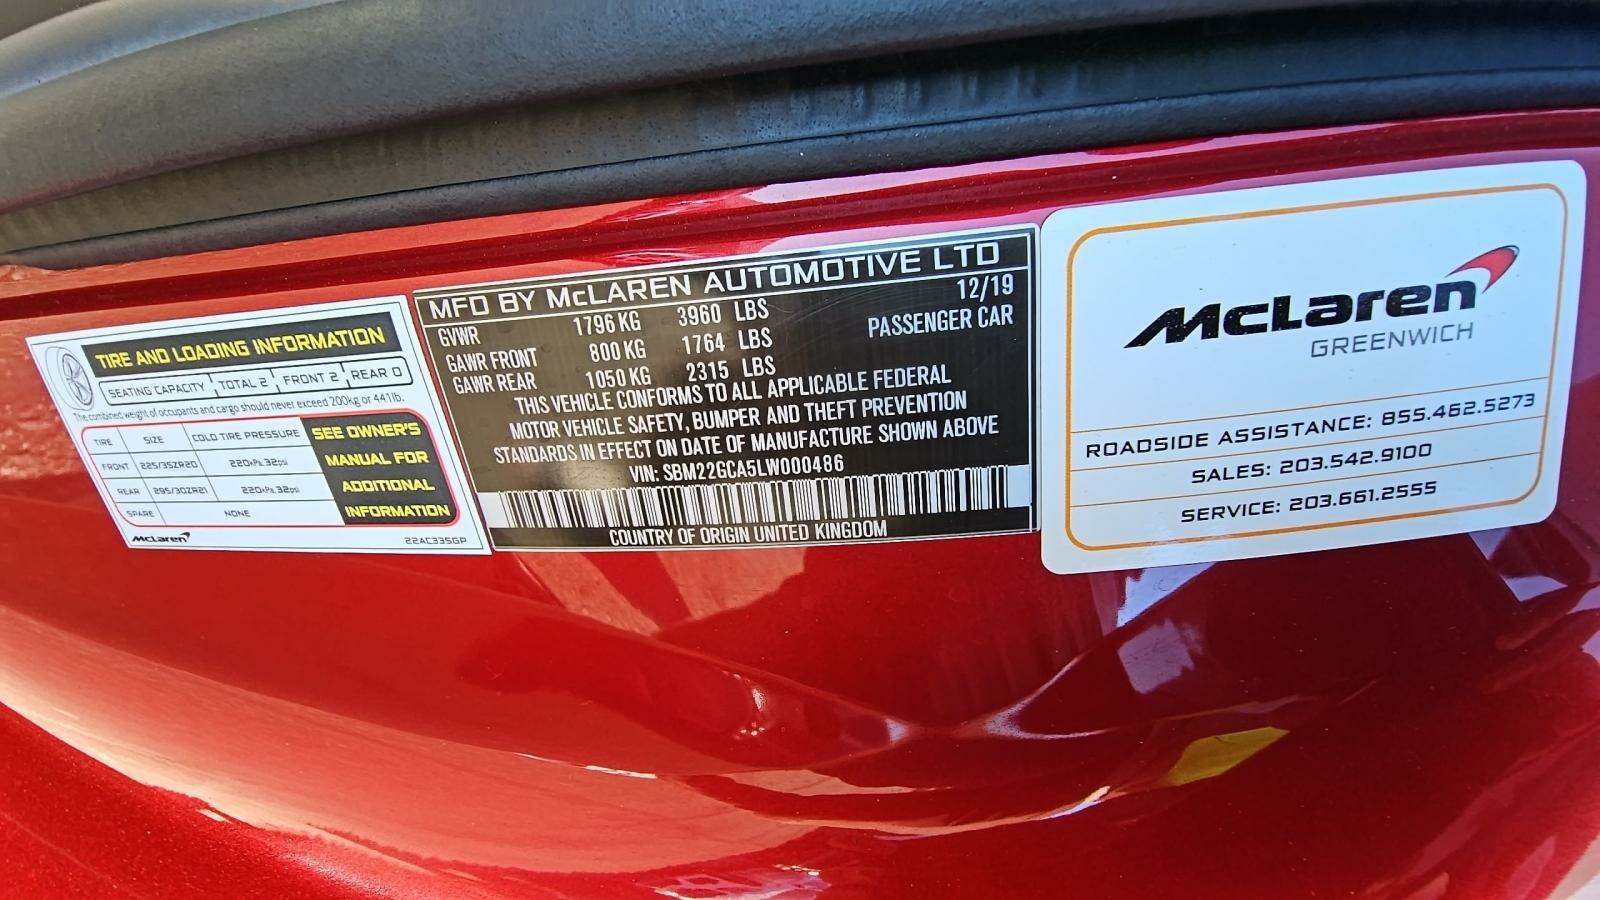 TIRE AND LOADING INFORMATION
SEATING CAPACITY TOTAL 2 FRONT 2 REAR 0
The combined weight of occupants and cargo should never exceed 200kg or 441lb.
TIRE SIZE COLD TIRE PRESSURE
FRONT 225/35ZR20 220kPa, 32psi
REAR 295/30ZR21 220kPa, 32psi
SPARE NONE
SEE OWNER'S
MANUAL FOR
ADDITIONAL
INFORMATION
McLaren 22AC335GP
MFD BY McLAREN AUTOMOTIVE LTD
12/19
GVWR 1796 KG 3960 LBS
GAWR FRONT 800 KG 1764 LBS
GAWR REAR 1050 KG 2315 LBS
PASSENGER CAR
THIS VEHICLE CONFORMS TO ALL APPLICABLE FEDERAL
MOTOR VEHICLE SAFETY, BUMPER AND THEFT PREVENTION
STANDARDS IN EFFECT ON DATE OF MANUFACTURE SHOWN ABOVE
VIN: SBM22GCA5LW000486
COUNTRY OF ORIGIN UNITED KINGDOM
McLaren
GREENWICH
ROADSIDE ASSISTANCE: 855.462.5273
SALES: 203.542.9100
SERVICE: 203.661.2555